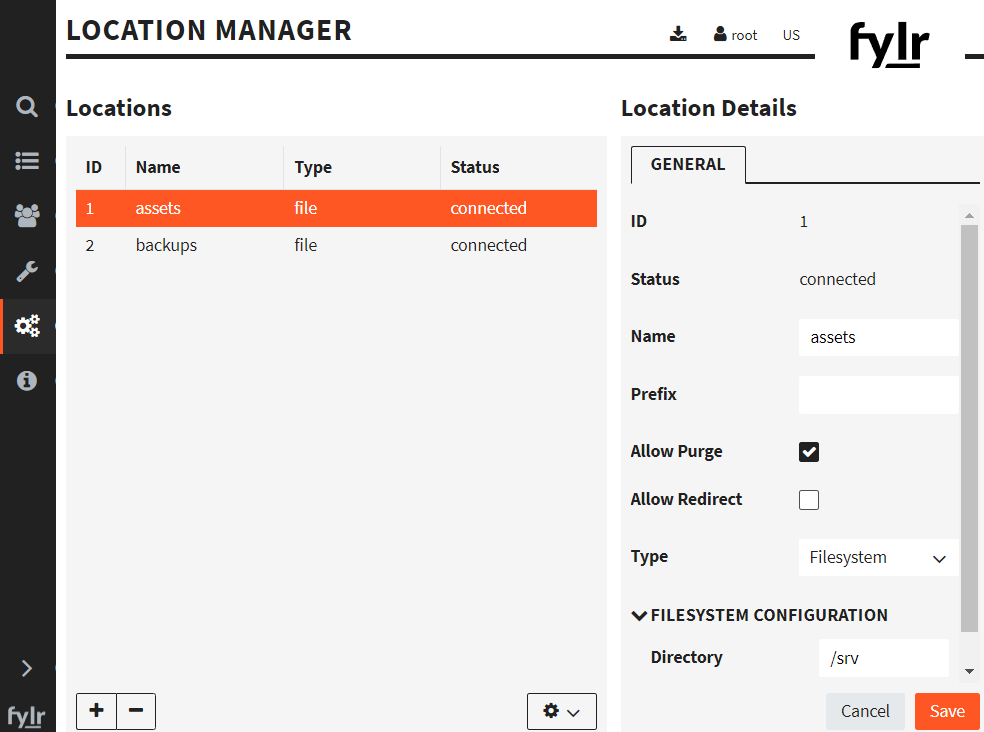 LOCATION MANAGER
root
US
fylr
Locations
Location Details
ID Name Type Status
1 assets file connected
2 backups file connected
GENERAL
ID 1
Status connected
Name assets
Prefix
Allow Purge
Allow Redirect
Type Filesystem
FILESYSTEM CONFIGURATION
Directory /srv
Cancel Save
fylr